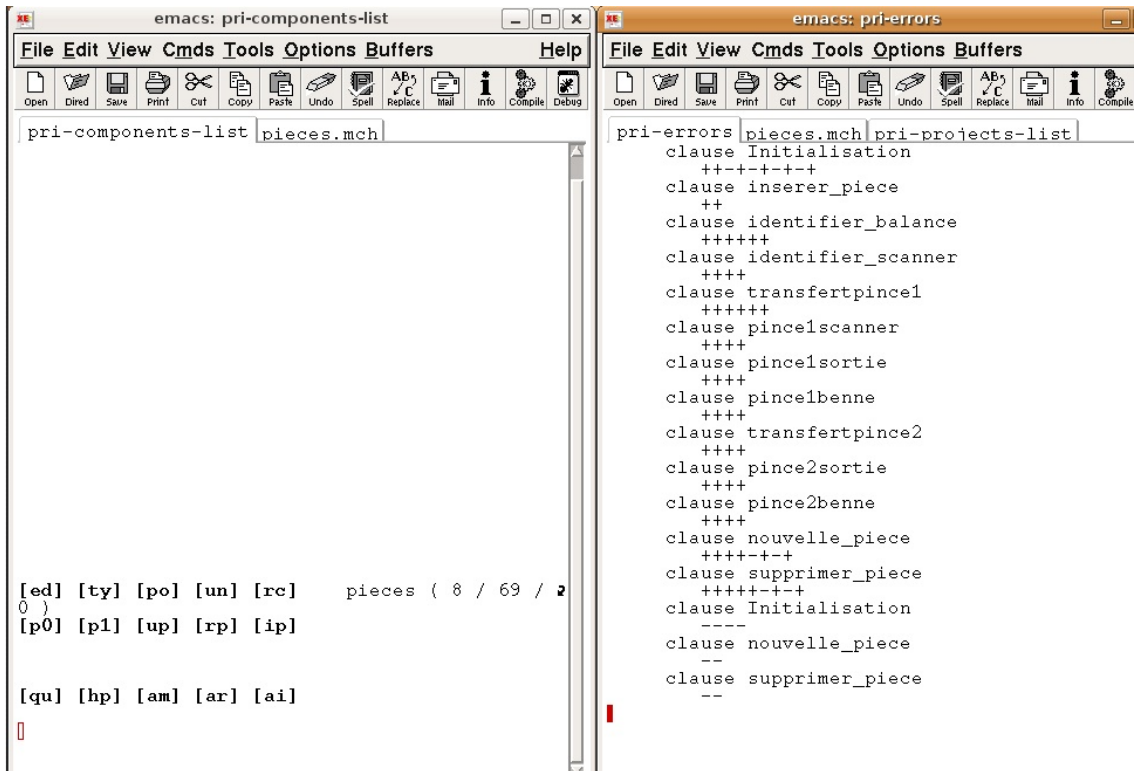 emacs: pri-components-list
File Edit View Cmds Tools Options Buffers Help
Open Dired Save Print Cut Copy Paste Undo Spell Replace Mail Info Compile Debug
pri-components-list pieces.mch
[ed] [ty] [po] [un] [rc] pieces ( 8 / 69 /
0 )
[p0] [p1] [up] [rp] [ip]
[qu] [hp] [am] [ar] [ai]
emacs: pri-errors
File Edit View Cmds Tools Options Buffers
Open Dired Save Print Cut Copy Paste Undo Spell Replace Mail Info Compile
pri-errors pieces.mch pri-projects-list
clause Initialisation
++-+-+-+-+
clause inserer_piece
++
clause identifier_balance
++++++
clause identifier_scanner
++++
clause transfertpince1
++++++
clause pince1scanner
++++
clause pince1sortie
++++
clause pince1benne
++++
clause transfertpince2
++++
clause pince2sortie
++++
clause pince2benne
++++
clause nouvelle_piece
++++-+-+
clause supprimer_piece
+++++-+-+
clause Initialisation
----
clause nouvelle_piece
--
clause supprimer_piece
--